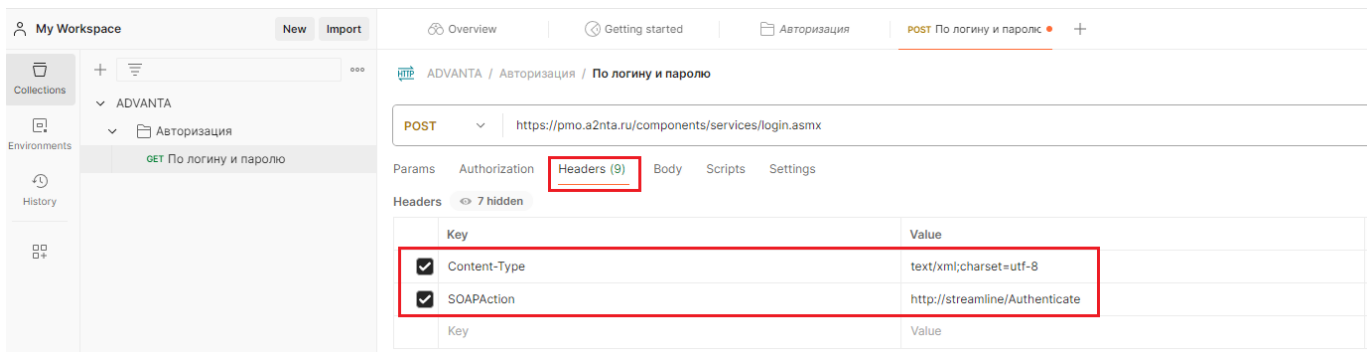 My Workspace
New
Import
Overview
Getting started
Авторизация
POST По логину и паролю
Collections
Environments
History
ADVANTA
Авторизация
GET По логину и паролю
HTTP ADVANTA / Авторизация / По логину и паролю
POST
https://pmo.a2nta.ru/components/services/login.asmx
Params
Authorization
Headers (9)
Body
Scripts
Settings
Headers
7 hidden
Key
Value
Content-Type
text/xml;charset=utf-8
SOAPAction
http://streamline/Authenticate
Key
Value